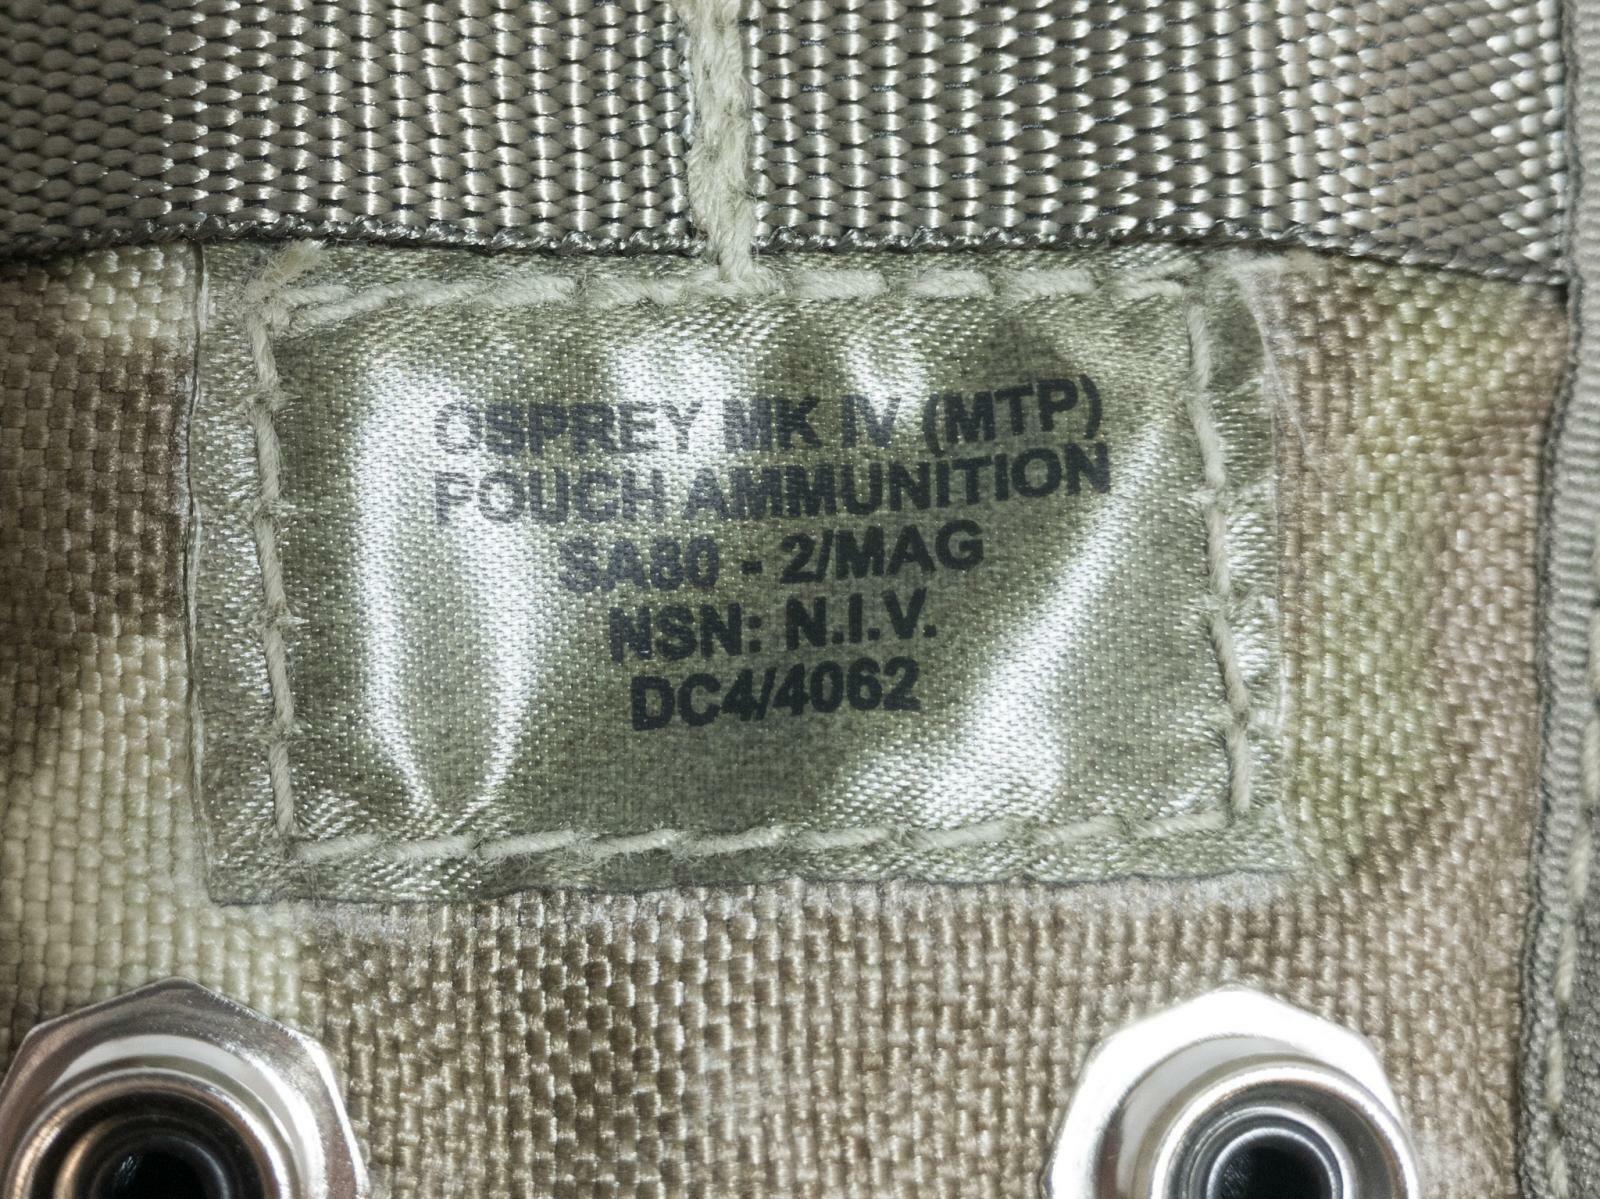 OSPREY MK IV (MTP)
POUCH AMMUNITION
SA80 - 2/MAG
NSN: N.I.V.
DC4/4062